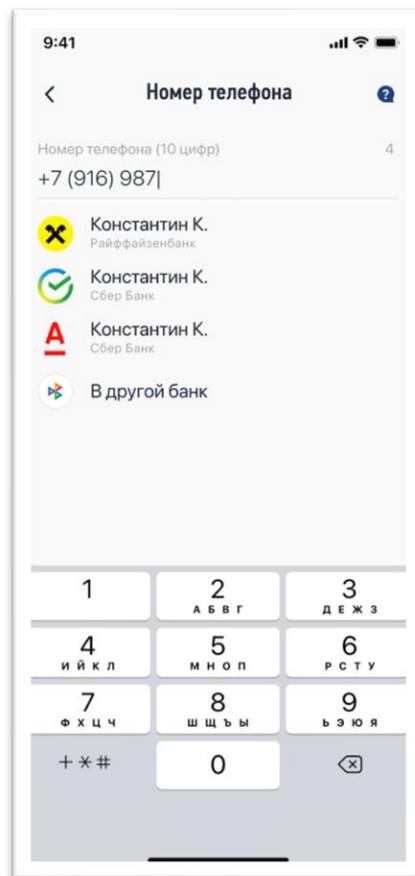 9:41
Номер телефона
?
Номер телефона (10 цифр) 4
+7 (916) 987
Константин К.
Райффайзенбанк
Константин К.
Сбер Банк
А
Константин К.
Сбер Банк
В другой банк
1 2 3
А Б В Г Д Е Ж З
4 5 6
И Й К Л М Н О П Р С Т У
7 8 9
Ф Х Ц Ч Ш Щ Ъ Ы Ь Э Ю Я
+ * # 0